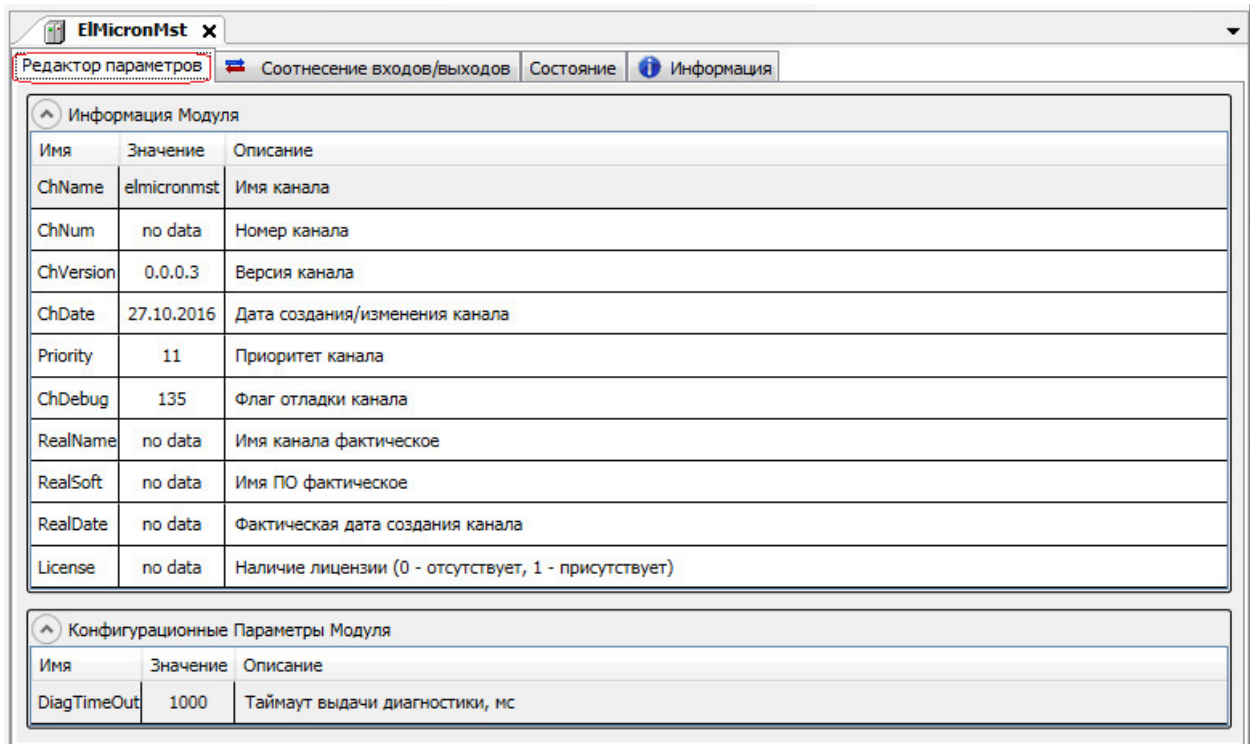 ElMicronMst x
Редактор параметров Соотнесение входов/выходов Состояние Информация
Информация Модуля
Имя Значение Описание
ChName elmicronmst Имя канала
ChNum no data Номер канала
ChVersion 0.0.0.3 Версия канала
ChDate 27.10.2016 Дата создания/изменения канала
Priority 11 Приоритет канала
ChDebug 135 Флаг отладки канала
RealName no data Имя канала фактическое
RealSoft no data Имя ПО фактическое
RealDate no data Фактическая дата создания канала
License no data Наличие лицензии (0 - отсутствует, 1 - присутствует)
Конфигурационные Параметры Модуля
Имя Значение Описание
DiagTimeOut 1000 Таймаут выдачи диагностики, мс